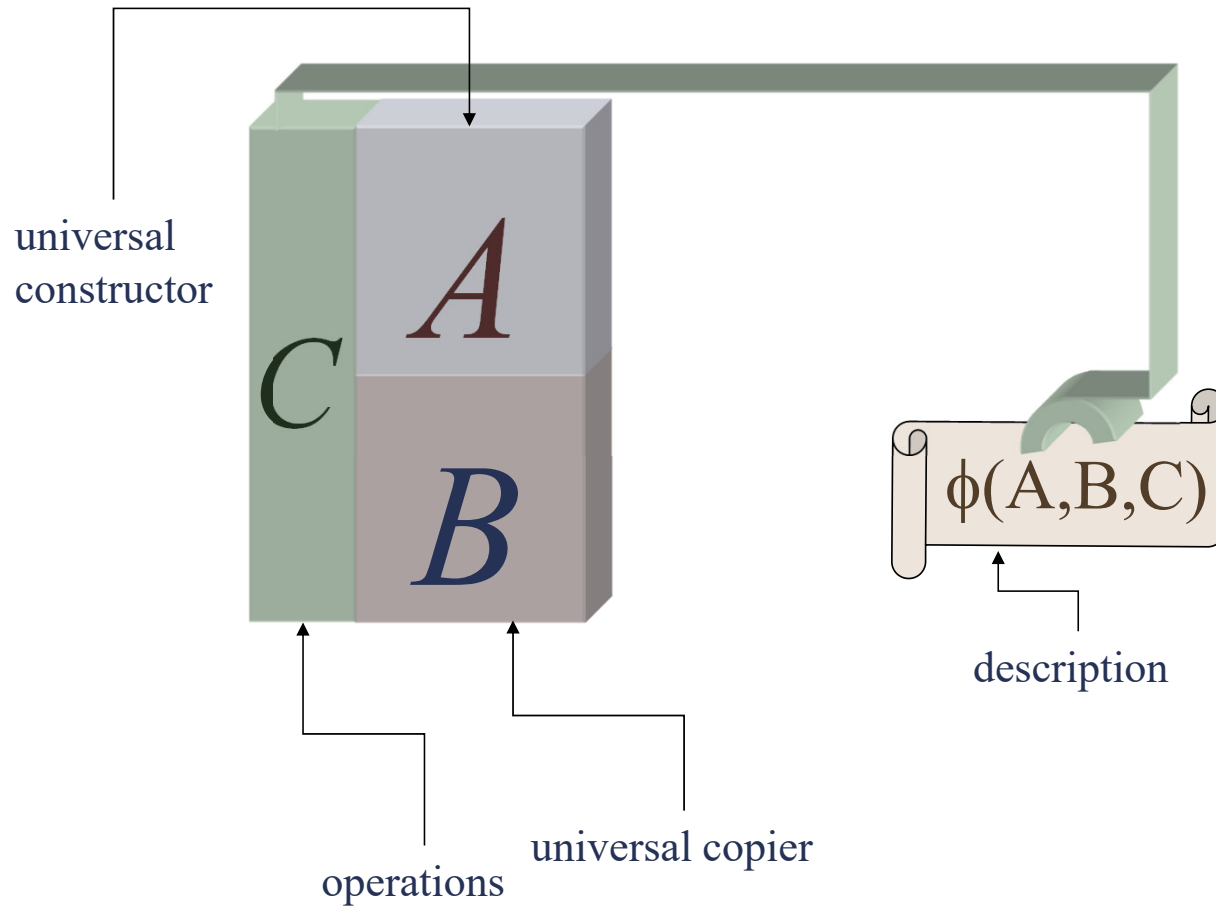 universal
constructor
A
C
B
ϕ(A,B,C)
description
universal copier
operations